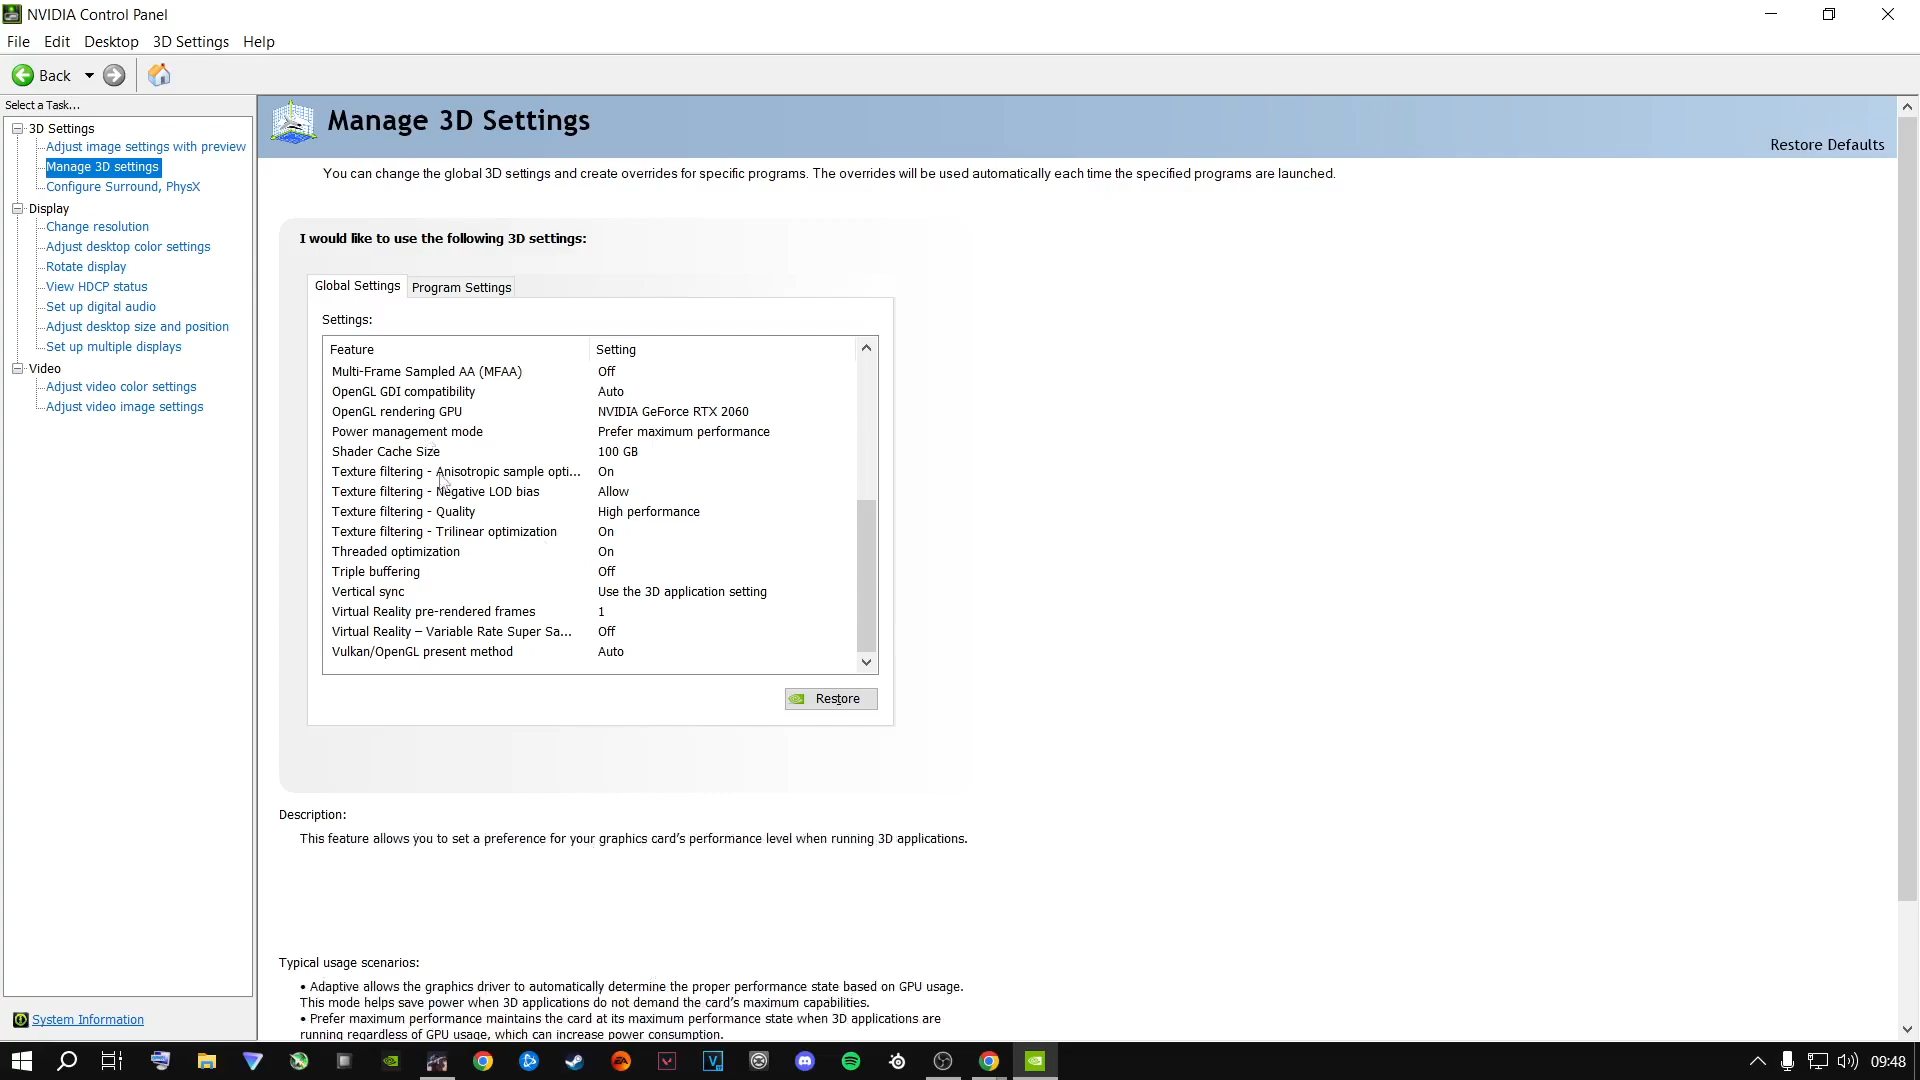 NVIDIA Control Panel
File Edit Desktop 3D Settings Help
Back
Select a Task...
3D Settings
Adjust image settings with preview
Manage 3D settings
Configure Surround, PhysX
Display
Change resolution
Adjust desktop color settings
Rotate display
View HDCP status
Set up digital audio
Adjust desktop size and position
Set up multiple displays
Video
Adjust video color settings
Adjust video image settings
System Information
Manage 3D Settings
Restore Defaults
You can change the global 3D settings and create overrides for specific programs. The overrides will be used automatically each time the specified programs are launched.
I would like to use the following 3D settings:
Global Settings Program Settings
Settings:
Feature Setting
Multi-Frame Sampled AA (MFAA) Off
OpenGL GDI compatibility Auto
OpenGL rendering GPU NVIDIA GeForce RTX 2060
Power management mode Prefer maximum performance
Shader Cache Size 100 GB
Texture filtering - Anisotropic sample opti... On
Texture filtering - Negative LOD bias Allow
Texture filtering - Quality High performance
Texture filtering - Trilinear optimization On
Threaded optimization On
Triple buffering Off
Vertical sync Use the 3D application setting
Virtual Reality pre-rendered frames 1
Virtual Reality – Variable Rate Super Sa... Off
Vulkan/OpenGL present method Auto
Restore
Description:
This feature allows you to set a preference for your graphics card's performance level when running 3D applications.
Typical usage scenarios:
• Adaptive allows the graphics driver to automatically determine the proper performance state based on GPU usage.
This mode helps save power when 3D applications do not demand the card's maximum capabilities.
• Prefer maximum performance maintains the card at its maximum performance state when 3D applications are
running regardless of GPU usage, which can increase power consumption.
09:48